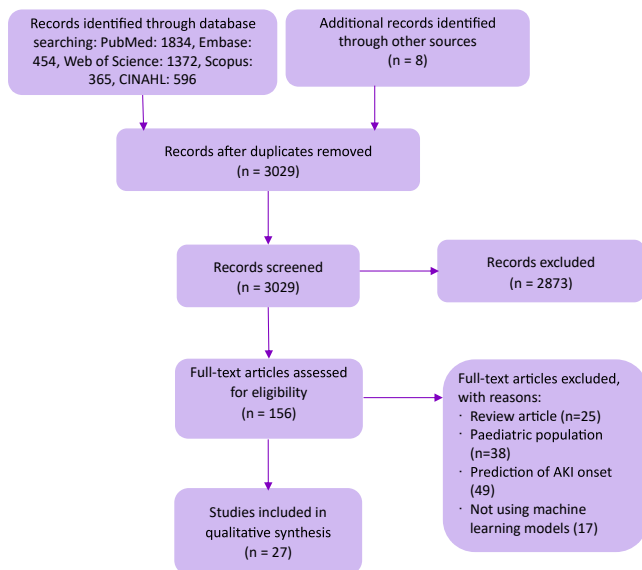 Records identified through database
searching: PubMed: 1834, Embase:
454, Web of Science: 1372, Scopus:
365, CINAHL: 596
Additional records identified
through other sources
(n = 8)
Records after duplicates removed
(n = 3029)
Records screened
(n = 3029)
Records excluded
(n = 2873)
Full-text articles assessed
for eligibility
(n = 156)
Full-text articles excluded,
with reasons:
· Review article (n=25)
· Paediatric population
(n=38)
· Prediction of AKI onset
(49)
· Not using machine
learning models (17)
Studies included in
qualitative synthesis
(n = 27)